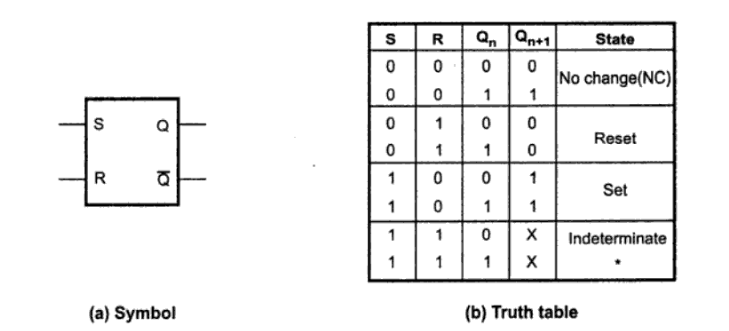 S Q
R Q̅
(a) Symbol
S R Qn Qn+1 State
0 0 0 0 No change(NC)
0 0 1 1
0 1 0 0 Reset
0 1 1 0
1 0 0 1 Set
1 0 1 1
1 1 0 X Indeterminate
1 1 1 X *
(b) Truth table